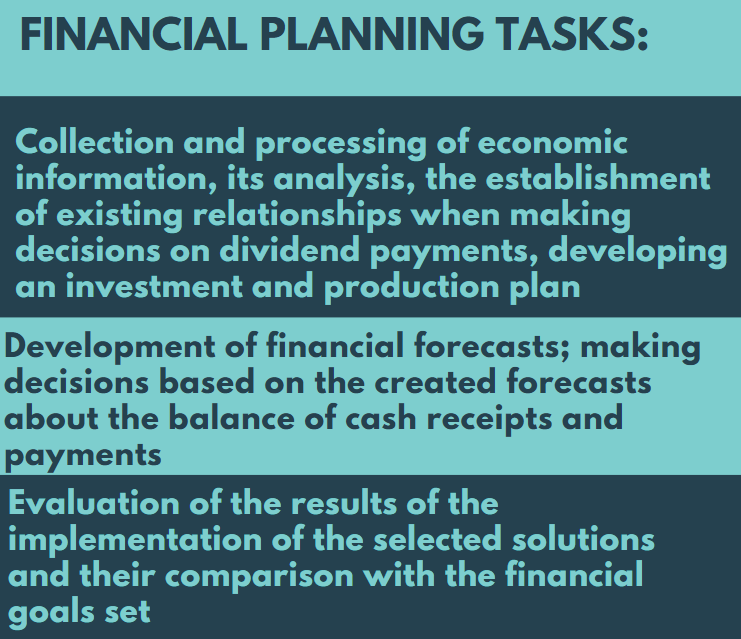 FINANCIAL PLANNING TASKS:
Collection and processing of economic
information, its analysis, the establishment
of existing relationships when making
decisions on dividend payments, developing
an investment and production plan
Development of financial forecasts; making
decisions based on the created forecasts
about the balance of cash receipts and
payments
Evaluation of the results of the
implementation of the selected solutions
and their comparison with the financial
goals set